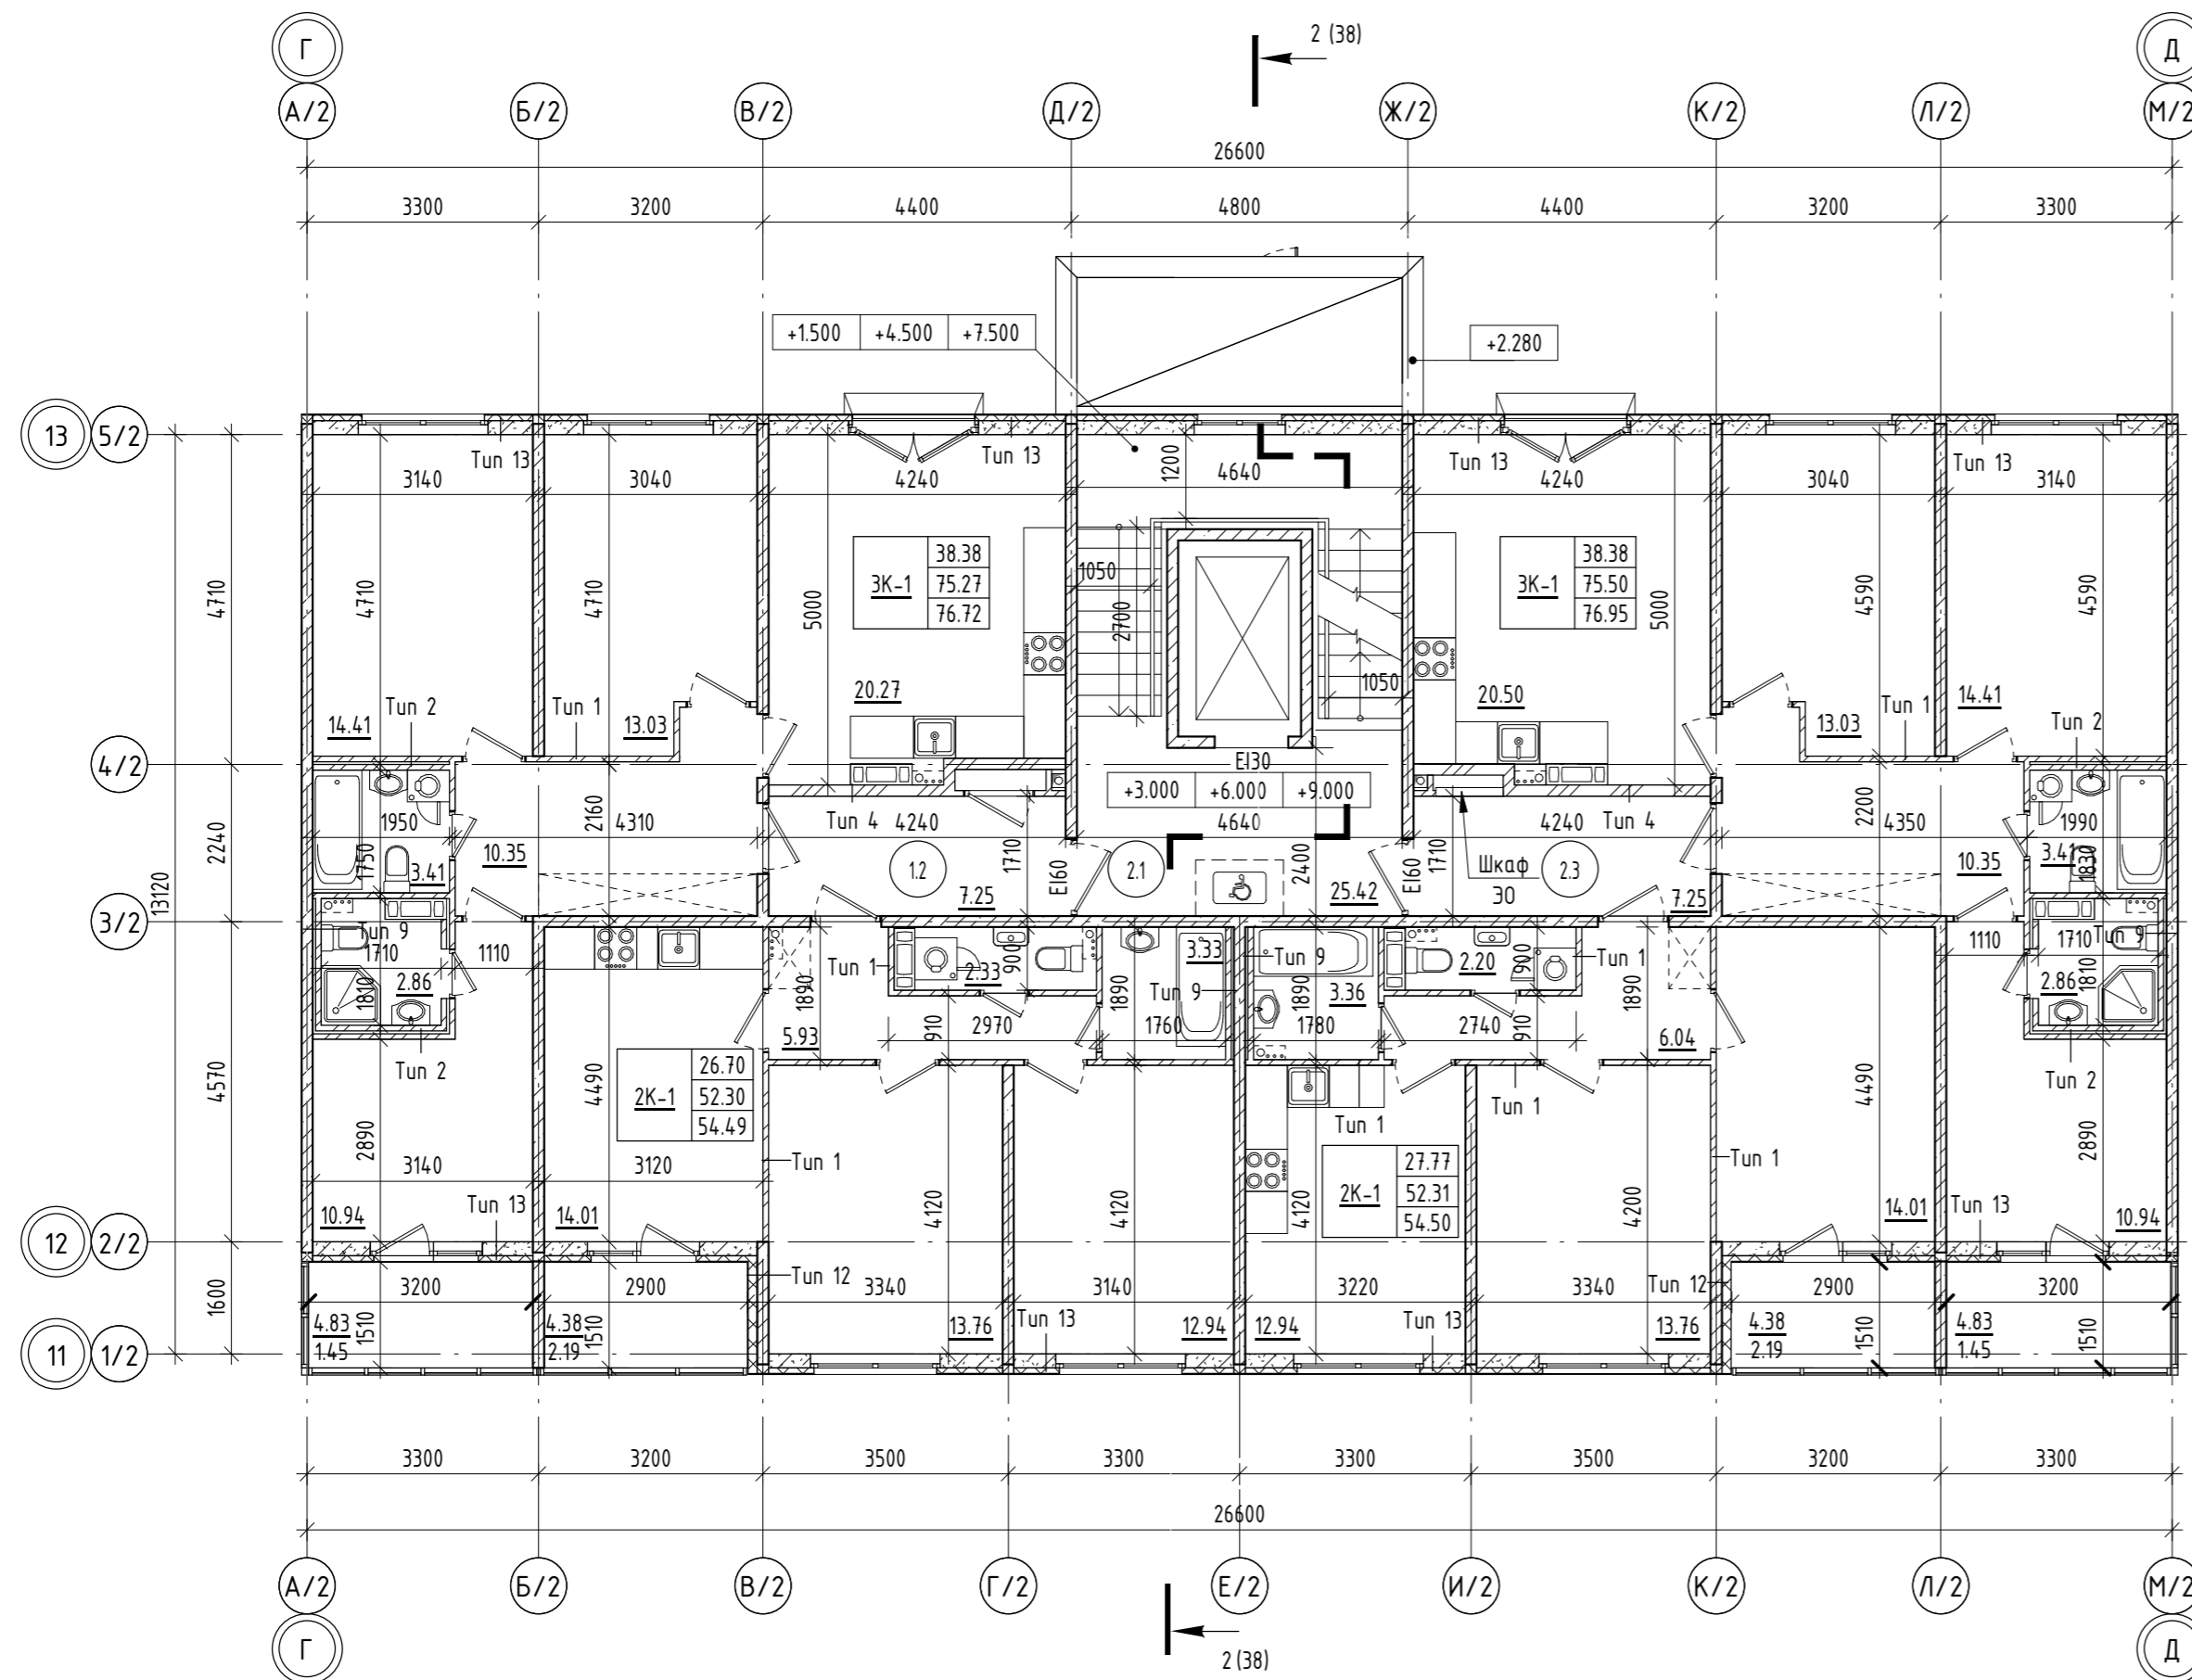 2 (38)
Г
Д
А/2
Б/2
В/2
Д/2
Ж/2
К/2
Л/2
М/2
26600
3300
3200
4400
4800
4400
3200
3300
+1.500
+4.500
+7.500
+2.280
13
5/2
Тип 13
Тип 13
Тип 13
Тип 13
3140
3040
4240
1200
4640
4240
3040
3140
4710
4710
4710
5000
3К-1
38.38
75.27
76.72
1050
2700
3К-1
38.38
75.50
76.95
5000
4590
4590
1050
20.27
20.50
Тип 2
Тип 1
14.41
13.03
13.03
Тип 1
14.41
Тип 2
4/2
EI30
+3.000
+6.000
+9.000
1950
2160
4310
Тип 4
4240
4640
4240
Тип 4
2200
4350
1990
2240
13120
1750
3.41
10.35
1.2
1710
EI60
2.1
2400
EI60
1710
Шкаф
30
2.3
10.35
3.41
1830
7.25
25.42
7.25
3/2
Тип 9
1710
1110
2.86
1810
Тип 1
1890
2.33
900
1890
3.33
Тип 9
Тип 9
1890
3.36
2.20
900
Тип 1
1890
1110
1710
Тип 9
2.86
1810
5.93
910
2970
1760
1780
2740
910
6.04
Тип 2
4570
4490
2К-1
26.70
52.30
54.49
Тип 1
Тип 1
4490
Тип 2
2890
3140
3120
Тип 1
2К-1
27.77
52.31
54.50
Тип 1
2890
4120
4120
4120
4200
10.94
Тип 13
14.01
14.01
Тип 13
10.94
12
2/2
1600
3200
2900
Тип 12
3340
3140
3220
3340
Тип 12
2900
3200
4.83
1.45
1510
4.38
2.19
1510
13.76
Тип 13
12.94
12.94
Тип 13
13.76
4.38
2.19
1510
4.83
1.45
1510
11
1/2
3300
3200
3500
3300
3300
3500
3200
3300
26600
А/2
Б/2
В/2
Г/2
Е/2
И/2
К/2
Л/2
М/2
Г
Д
2 (38)